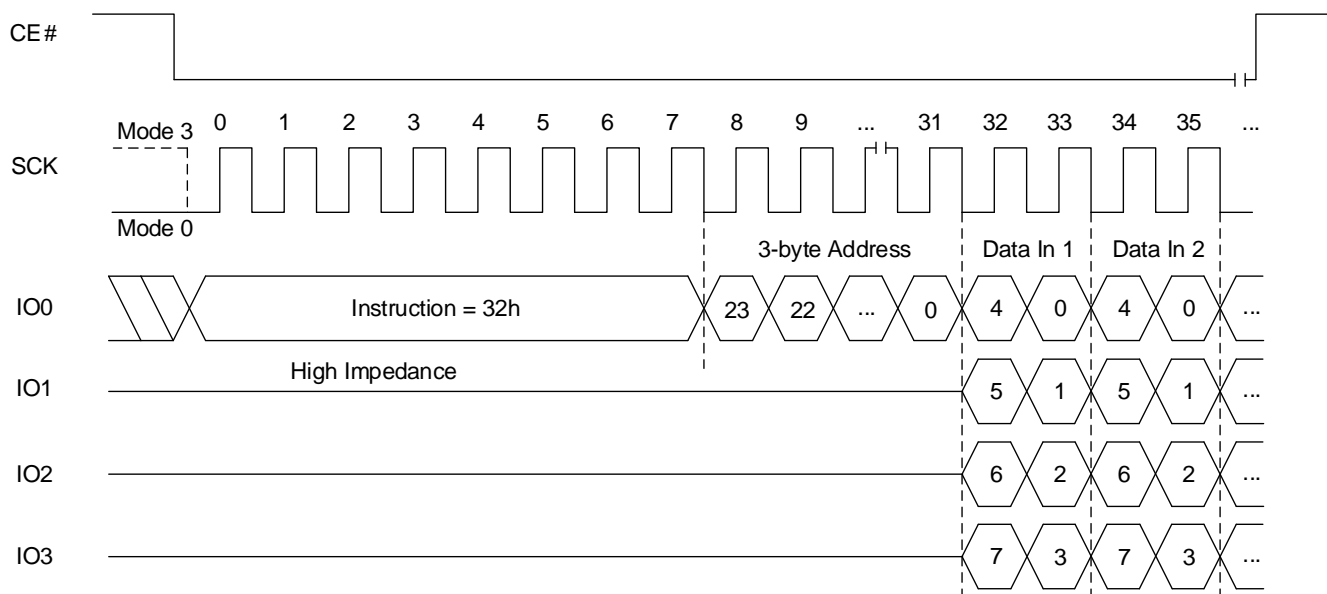 CE#
0 1 2 3 4 5 6 7 8 9 ... 31 32 33 34 35 ...
Mode 3
SCK
Mode 0
3-byte Address Data In 1 Data In 2
IO0 Instruction = 32h 23 22 ... 0 4 0 4 0 ...
High Impedance
IO1 5 1 5 1 ...
IO2 6 2 6 2 ...
IO3 7 3 7 3 ...